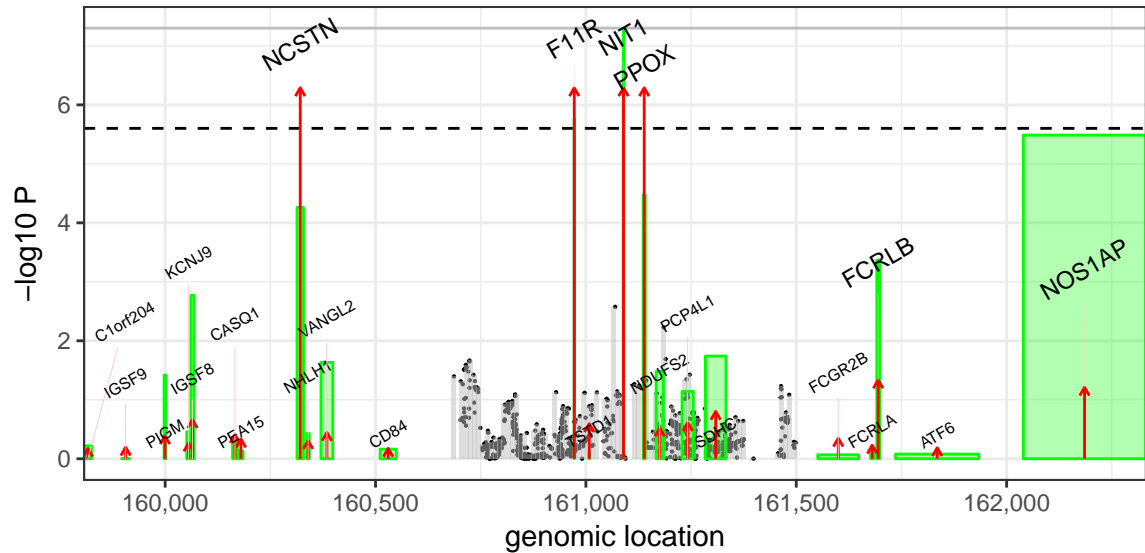 NCSTN
F11R
NIT1
PPOX
6
4
2
0
–log10 P
KCNJ9
C1orf204
CASQ1
VANGL2
PCP4L1
FCRLB
NOS1AP
IGSF9
IGSF8
NHLH1
NDUFS2
FCGR2B
PIGM
PEA15
CD84
TSTD1
SDHC
FCRLA
ATF6
160,000
160,500
161,000
161,500
162,000
genomic location